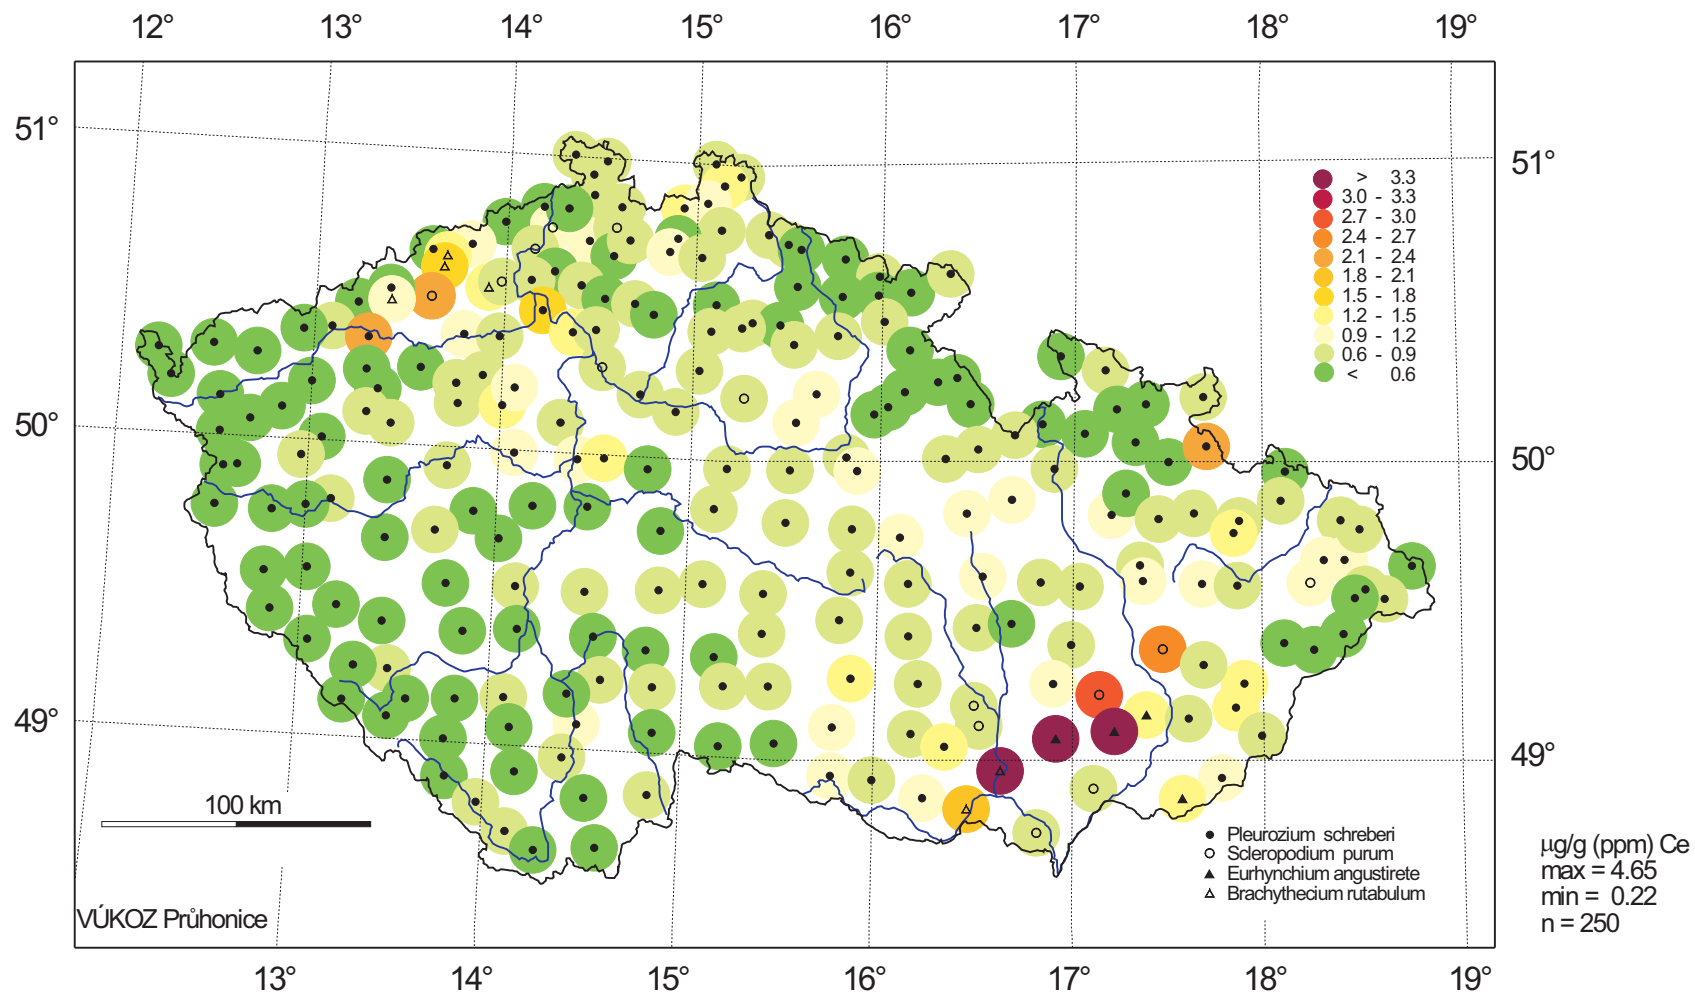 12° 13° 14° 15° 16° 17° 18° 19°
51° 51°
> 3.3
3.0 - 3.3
2.7 - 3.0
2.4 - 2.7
2.1 - 2.4
1.8 - 2.1
1.5 - 1.8
1.2 - 1.5
0.9 - 1.2
0.6 - 0.9
< 0.6
50° 50°
49° 49°
100 km
Pleurozium schreberi
Scleropodium purum
Eurhynchium angustirete
Brachythecium rutabulum
µg/g (ppm) Ce
max = 4.65
min = 0.22
n = 250
VÚKOZ Průhonice
13° 14° 15° 16° 17° 18° 19°